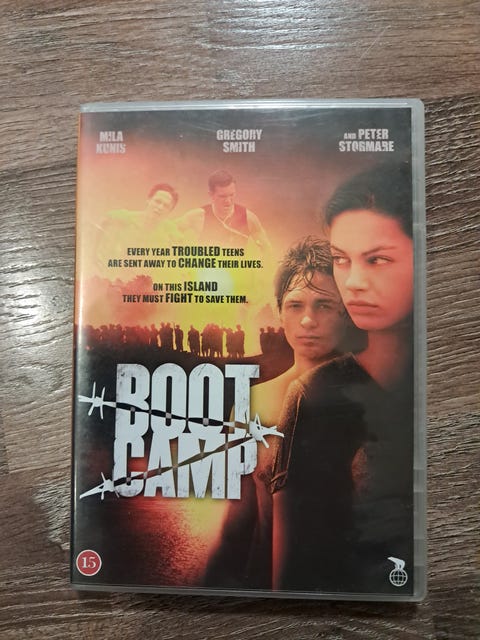 MILA
KUNIS
GREGORY
SMITH
AND PETER
STORMARE
EVERY YEAR TROUBLED TEENS
ARE SENT AWAY TO CHANGE THEIR LIVES.
ON THIS ISLAND
THEY MUST FIGHT TO SAVE THEM.
BOOT
CAMP
15